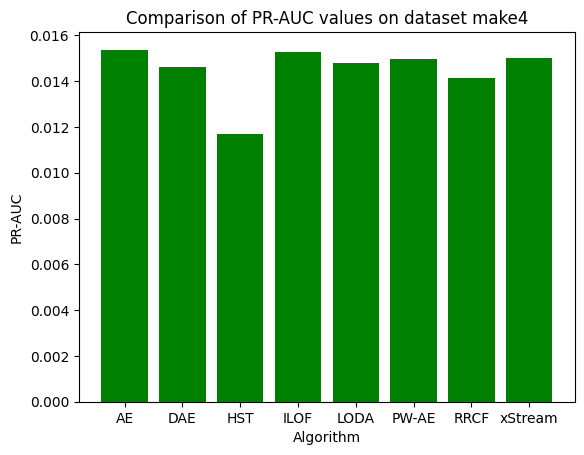 Comparison of PR-AUC values on dataset make4
0.016
0.014
0.012
0.010
0.008
0.006
0.004
0.002
0.000
PR-AUC
AE DAE HST ILOF LODA PW-AE RRCF xStream
Algorithm